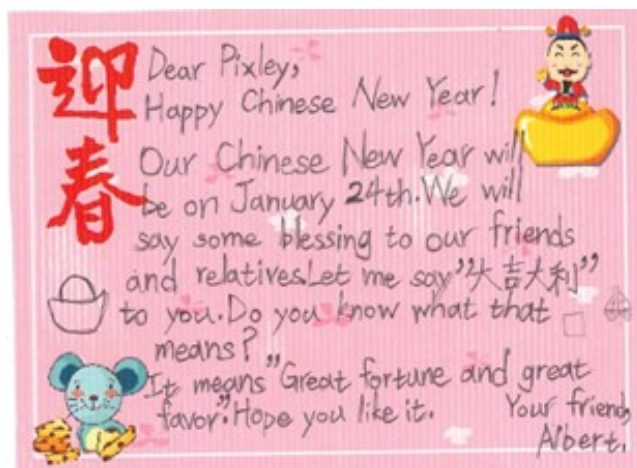 迎春
Dear Pixley,
Happy Chinese New Year!
Our Chinese New Year will
be on January 24th. We will
say some blessing to our friends
and relatives. Let me say "大吉大利"
to you. Do you know what that
means?
It means "Great fortune and great
favor". Hope you like it.
Your friend,
Albert.